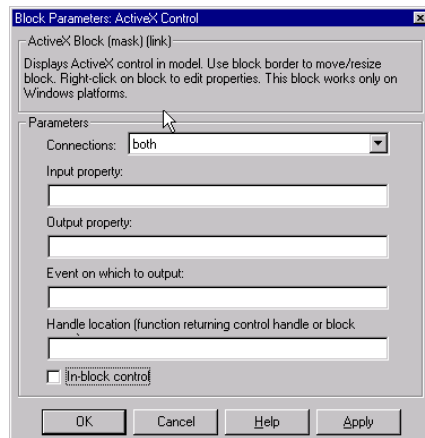 Block Parameters: ActiveX Control
ActiveX Block (mask) (link)
Displays ActiveX control in model. Use block border to move/resize
block. Right-click on block to edit properties. This block works only on
Windows platforms.
Parameters
Connections: both
Input property:
Output property:
Event on which to output:
Handle location (function returning control handle or block
In-block control
OK Cancel Help Apply